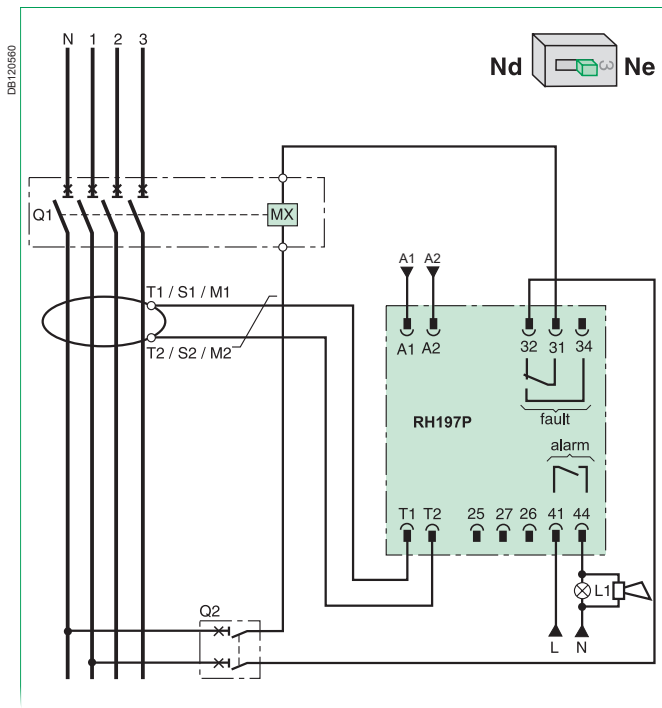 DB120560
N 1 2 3
Nd 3 Ne
Q1
MX
T1 / S1 / M1
T2 / S2 / M2
A1 A2
A1 A2
32 31 34
fault
RH197P
alarm
T1 T2 25 27 26 41 44
L1
Q2
L N